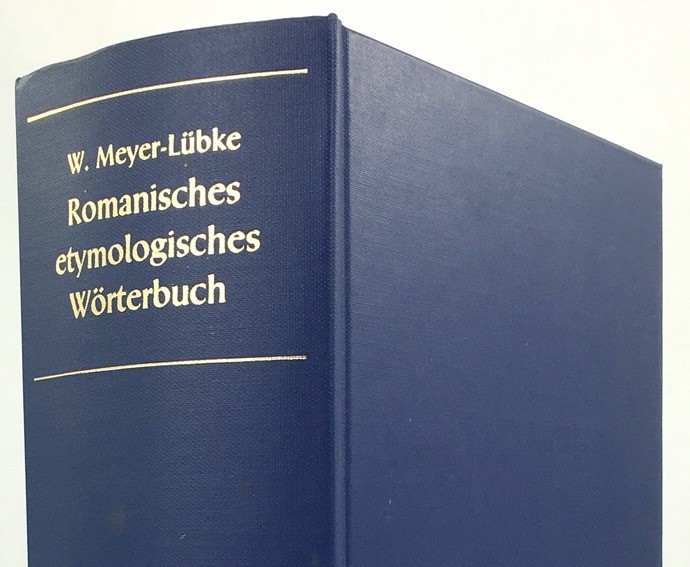 W. Meyer-Lübke
Romanisches
etymologisches
Wörterbuch